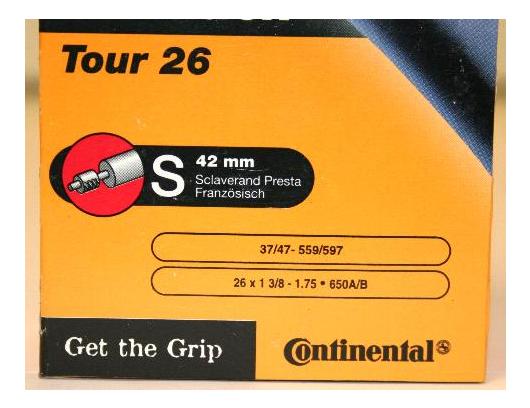 Tour 26
S
42 mm
Sclaverand Presta
Französisch
37/47- 559/597
26 x 1 3/8 - 1.75 • 650A/B
Get the Grip
Continental